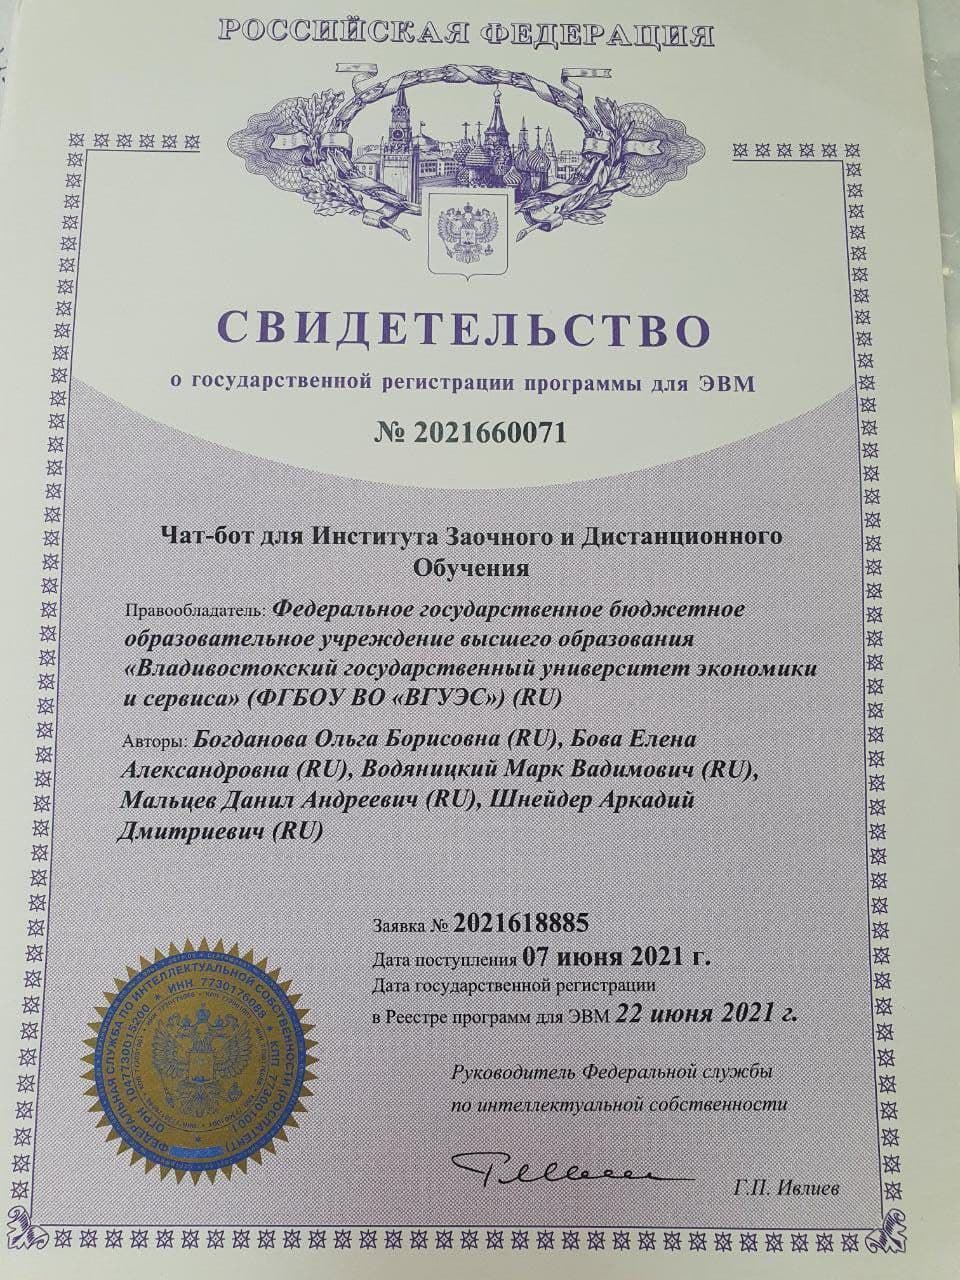 РОССИЙСКАЯ ФЕДЕРАЦИЯ
СВИДЕТЕЛЬСТВО
о государственной регистрации программы для ЭВМ
№ 2021660071
Чат-бот для Института Заочного и Дистанционного
Обучения
Правообладатель: Федеральное государственное бюджетное
образовательное учреждение высшего образования
«Владивостокский государственный университет экономики
и сервиса» (ФГБОУ ВО «ВГУЭС») (RU)
Авторы: Богданова Ольга Борисовна (RU), Бова Елена
Александровна (RU), Водяницкий Марк Вадимович (RU),
Мальцев Данил Андреевич (RU), Шнейдер Аркадий
Дмитриевич (RU)
Заявка № 2021618885
Дата поступления 07 июня 2021 г.
Дата государственной регистрации
в Реестре программ для ЭВМ 22 июня 2021 г.
Руководитель Федеральной службы
по интеллектуальной собственности
Г.П. Ивлиев
ФЕДЕРАЛЬНАЯ СЛУЖБА ПО ИНТЕЛЛЕКТУАЛЬНОЙ СОБСТВЕННОСТИ (РОСПАТЕНТ)
ОГРН 1047730015200 * ИНН 7730176088 * КПП 773001001